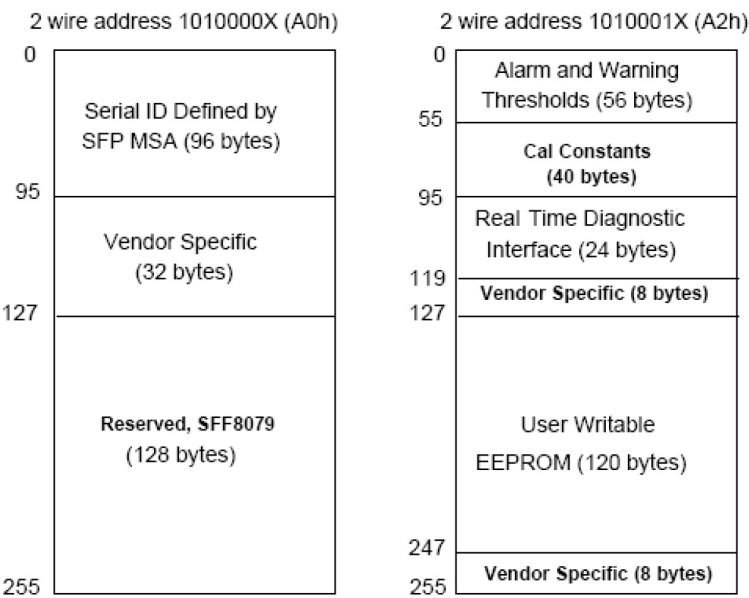 2 wire address 1010000X (A0h)
0
Serial ID Defined by
SFP MSA (96 bytes)
95
Vendor Specific
(32 bytes)
127
Reserved, SFF8079
(128 bytes)
255
2 wire address 1010001X (A2h)
0
Alarm and Warning
Thresholds (56 bytes)
55
Cal Constants
(40 bytes)
95
Real Time Diagnostic
Interface (24 bytes)
119
Vendor Specific (8 bytes)
127
User Writable
EEPROM (120 bytes)
247
Vendor Specific (8 bytes)
255